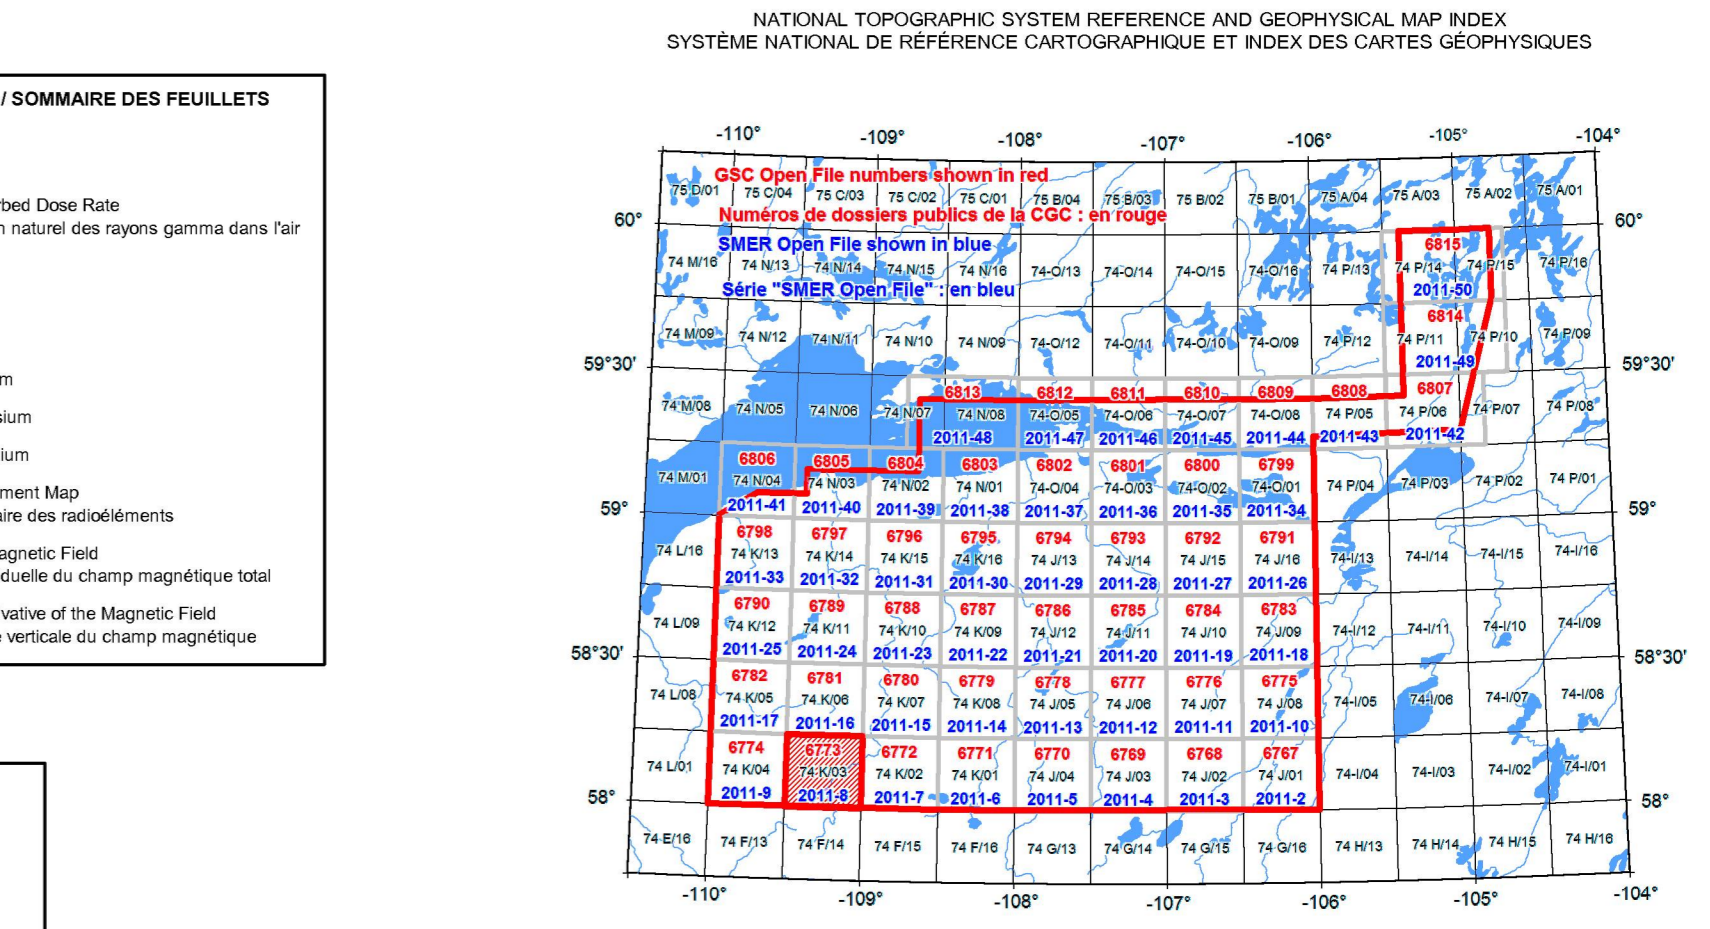 NATIONAL TOPOGRAPHIC SYSTEM REFERENCE AND GEOPHYSICAL MAP INDEX
SYSTÈME NATIONAL DE RÉFÉRENCE CARTOGRAPHIQUE ET INDEX DES CARTES GÉOPHYSIQUES
/ SOMMAIRE DES FEUILLETS
rbed Dose Rate
n naturel des rayons gamma dans l'air
m
sium
ium
ment Map
aire des radioéléments
agnetic Field
duelle du champ magnétique total
vative of the Magnetic Field
e verticale du champ magnétique
-110° -109° -108° -107° -106° -105° -104°
GSC Open File numbers shown in red
75 D/01 75 C/04 75 C/03 75 C/02 75 C/01 75 B/04 75 B/03 75 B/02 75 B/01 75 A/04 75 A/03 75 A/02 75 A/01
Numéros de dossiers publics de la CGC : en rouge
60° 60°
SMER Open File shown in blue
6815
74 M/16 74 N/13 74 N/14 74 N/15 74 N/16 74-O/13 74-O/14 74-O/15 74-O/16 74 P/13 74 P/14 74 P/15 74 P/16
Série "SMER Open File" : en bleu
2011-50
6814
74 M/09 74 N/12 74 N/11 74 N/10 74 N/09 74-O/12 74-O/11 74-O/10 74-O/09 74 P/12 74 P/11 74 P/10 74 P/09
2011-49
59°30' 59°30'
6813 6812 6811 6810 6809 6808 6807
74 M/08 74 N/05 74 N/06 74 N/07 74 N/08 74-O/05 74-O/06 74-O/07 74-O/08 74 P/05 74 P/06 74 P/07 74 P/08
2011-48 2011-47 2011-46 2011-45 2011-44 2011-43 2011-42
6806 6805 6804 6803 6802 6801 6800 6799
74 M/01 74 N/04 74 N/03 74 N/02 74 N/01 74-O/04 74-O/03 74-O/02 74-O/01 74 P/04 74 P/03 74 P/02 74 P/01
2011-41 2011-40 2011-39 2011-38 2011-37 2011-36 2011-35 2011-34
59° 59°
6798 6797 6796 6795 6794 6793 6792 6791
74 L/16 74 K/13 74 K/14 74 K/15 74 K/16 74 J/13 74 J/14 74 J/15 74 J/16 74-I/13 74-I/14 74-I/15 74-I/16
2011-33 2011-32 2011-31 2011-30 2011-29 2011-28 2011-27 2011-26
6790 6789 6788 6787 6786 6785 6784 6783
74 L/09 74 K/12 74 K/11 74 K/10 74 K/09 74 J/12 74 J/11 74 J/10 74 J/09 74-I/12 74-I/11 74-I/10 74-I/09
2011-25 2011-24 2011-23 2011-22 2011-21 2011-20 2011-19 2011-18
58°30' 58°30'
6782 6781 6780 6779 6778 6777 6776 6775
74 L/08 74 K/05 74 K/06 74 K/07 74 K/08 74 J/05 74 J/06 74 J/07 74 J/08 74-I/05 74-I/06 74-I/07 74-I/08
2011-17 2011-16 2011-15 2011-14 2011-13 2011-12 2011-11 2011-10
6774 6773 6772 6771 6770 6769 6768 6767
74 L/01 74 K/04 74 K/03 74 K/02 74 K/01 74 J/04 74 J/03 74 J/02 74 J/01 74-I/04 74-I/03 74-I/02 74-I/01
2011-9 2011-8 2011-7 2011-6 2011-5 2011-4 2011-3 2011-2
58° 58°
74 E/16 74 F/13 74 F/14 74 F/15 74 F/16 74 G/13 74 G/14 74 G/15 74 G/16 74 H/13 74 H/14 74 H/15 74 H/16
-110° -109° -108° -107° -106° -105° -104°